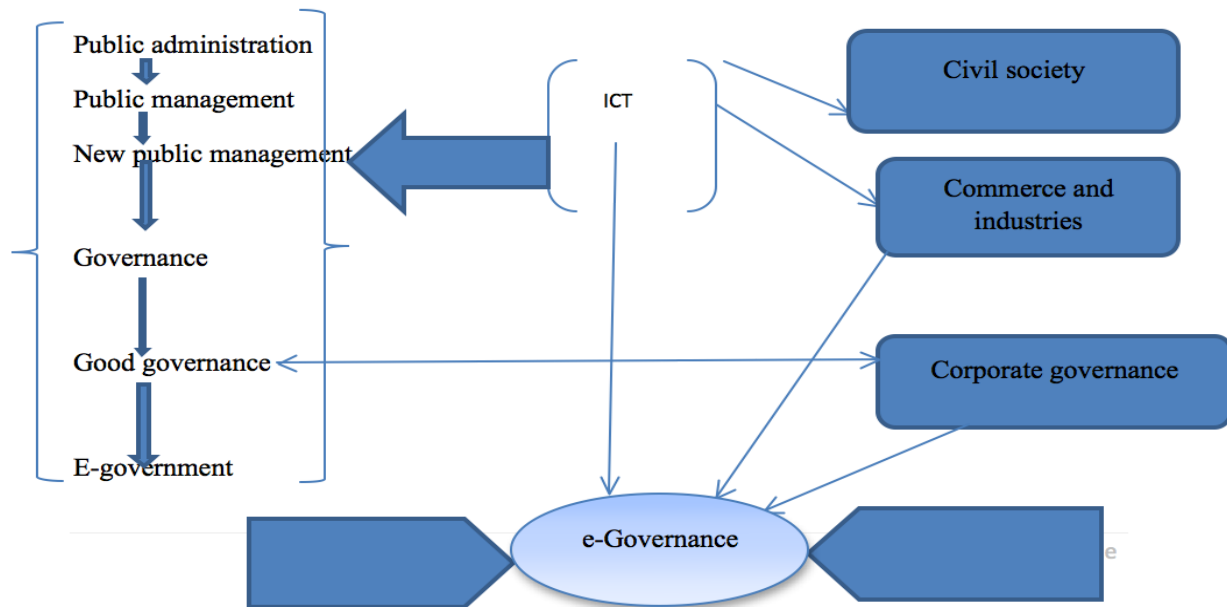 Public administration
Public management
New public management
Governance
Good governance
E-government
ICT
Civil society
Commerce and
industries
Corporate governance
e-Governance
e